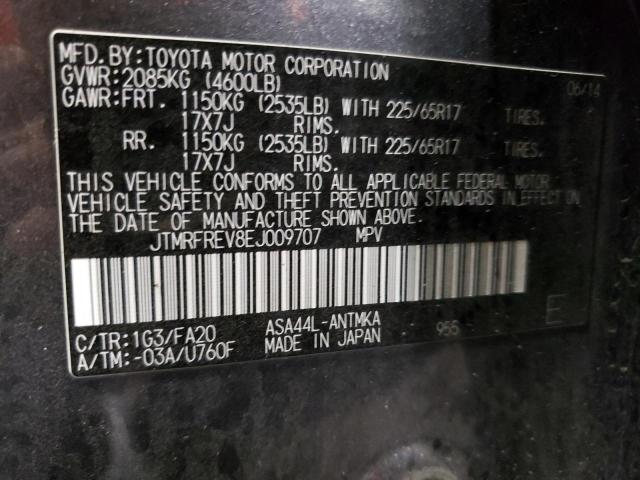 MFD.BY:TOYOTA MOTOR CORPORATION
GVWR:2085KG (4600LB) 06/14
GAWR:FRT. 1150KG (2535LB) WITH 225/65R17 TIRES.
17X7J RIMS.
RR. 1150KG (2535LB) WITH 225/65R17 TIRES.
17X7J RIMS.
THIS VEHICLE CONFORMS TO ALL APPLICABLE FEDERAL MOTOR
VEHICLE SAFETY AND THEFT PREVENTION STANDARDS IN EFFECT ON
THE DATE OF MANUFACTURE SHOWN ABOVE.
JTMRFREV8EJ009707 MPV
C/TR:1G3/FA20 ASA44L-ANTMKA 955 E
A/TM:-03A/U760F MADE IN JAPAN